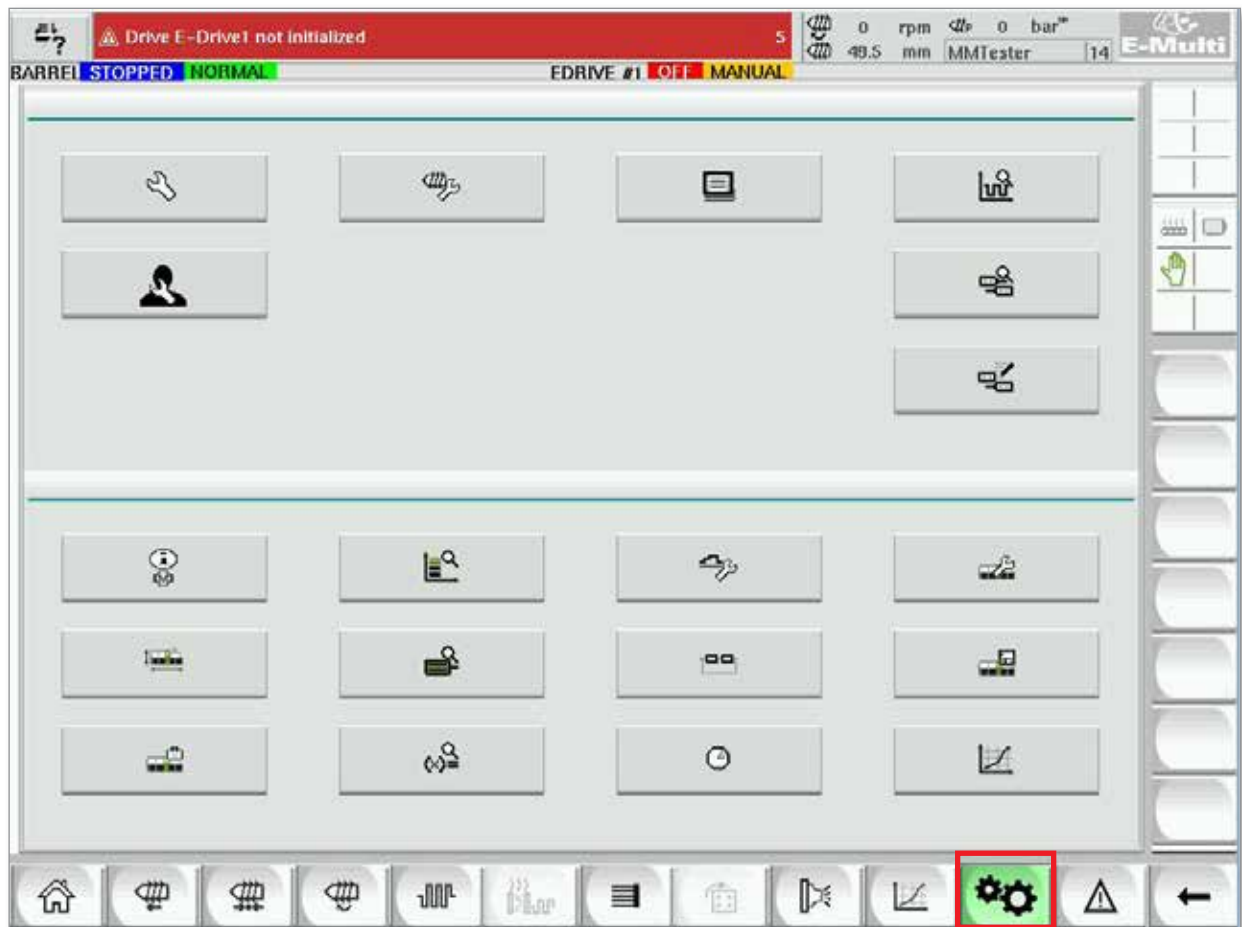 Drive E-Drive1 not initialized 5
0 rpm 0 bar
49.5 mm MMTester 14
E-Multi
BARREL STOPPED NORMAL EDRIVE #1 OFF MANUAL